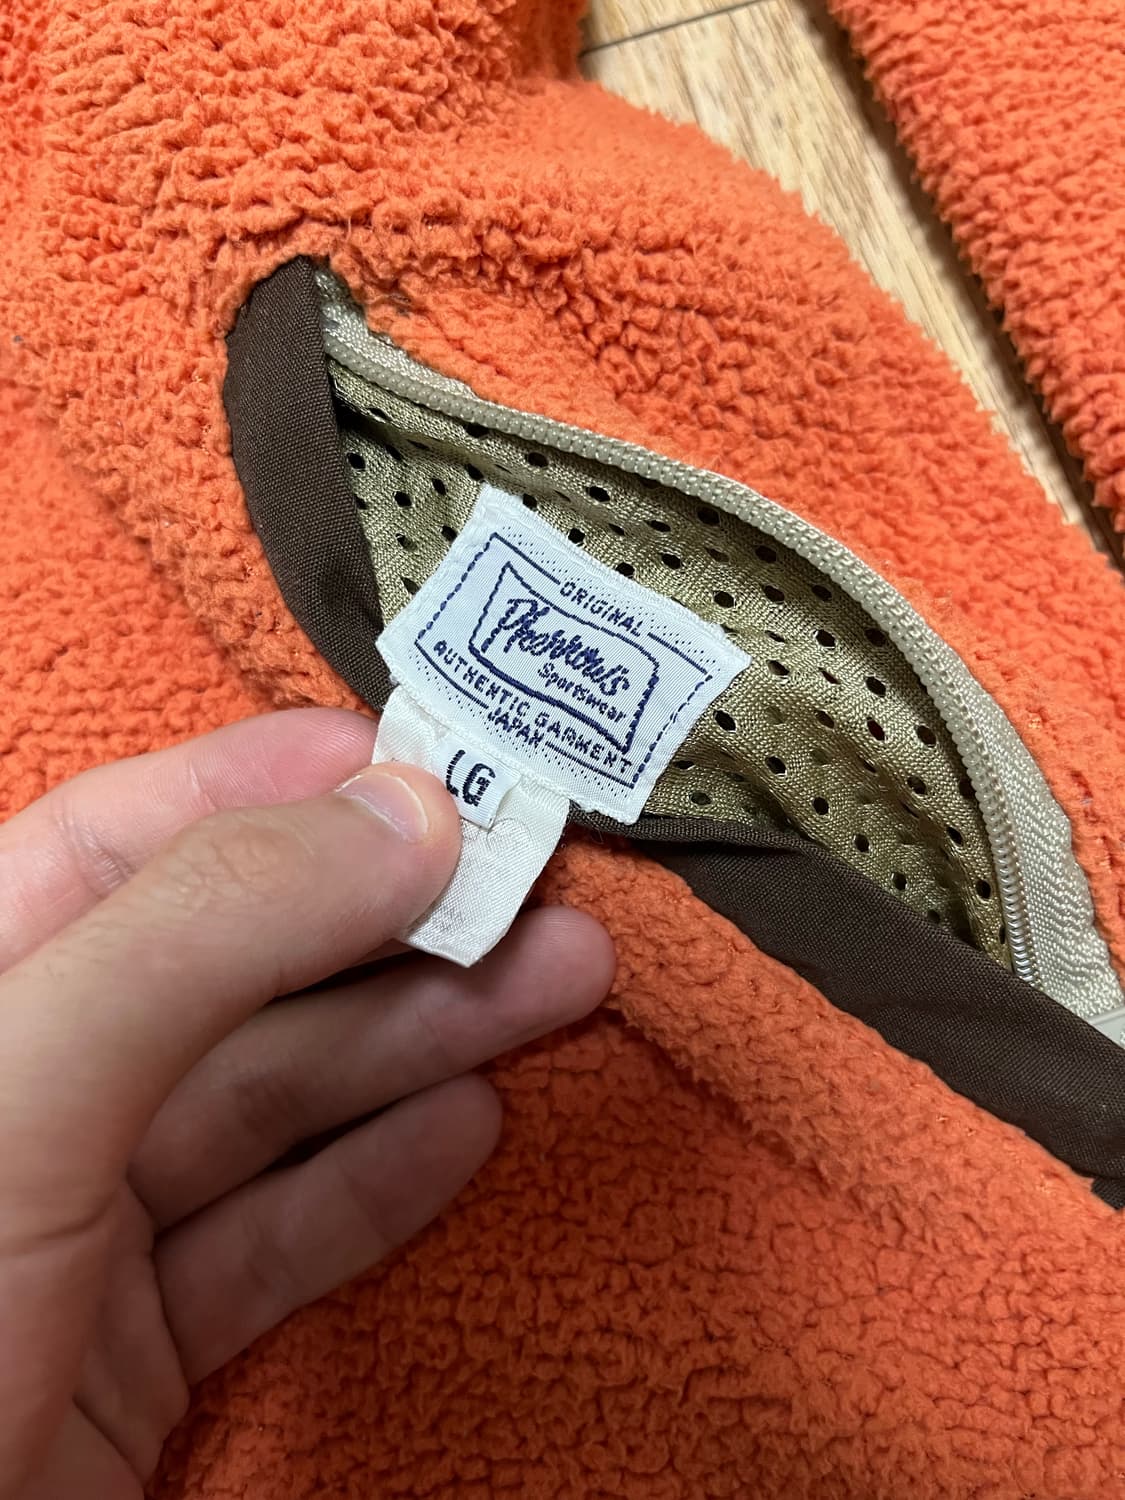 ORIGINAL
Pherrow's
Sportswear
AUTHENTIC GARMENT
JAPAN
LG